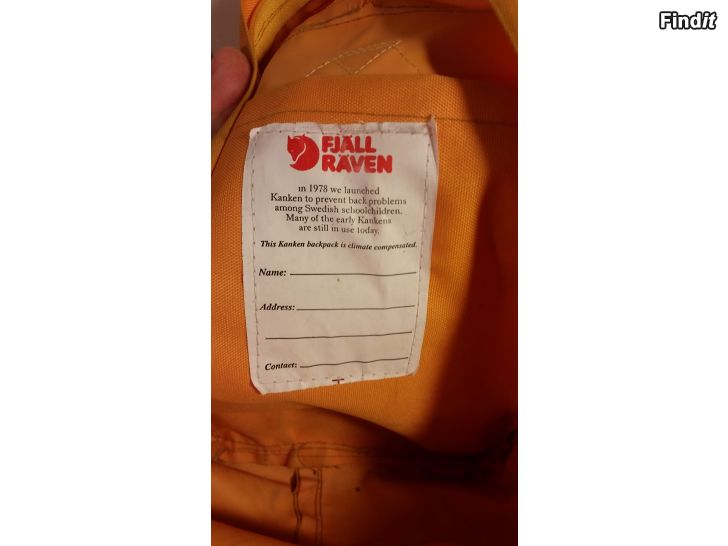 Findit
FJÄLL
RÄVEN
in 1978 we launched
Kanken to prevent back problems
among Swedish schoolchildren.
Many of the early Kankens
are still in use today.
This Kanken backpack is climate compensated.
Name:
Address:
Contact: